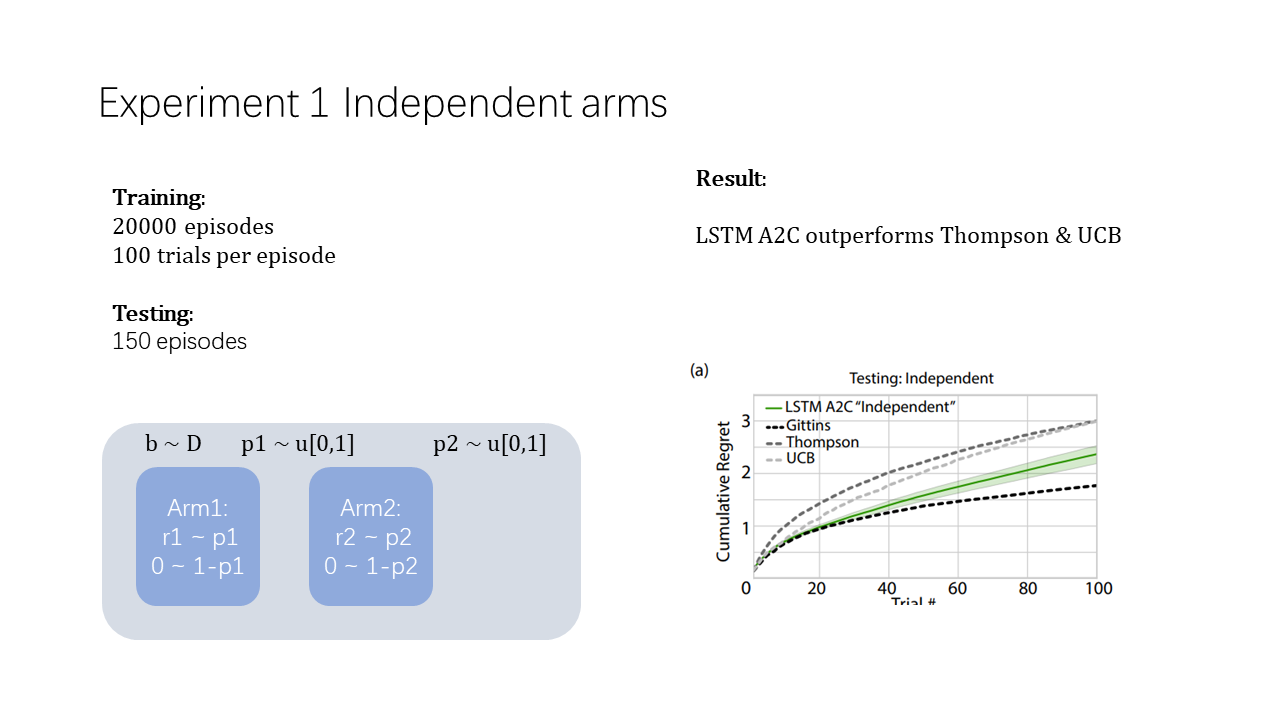 Experiment 1 Independent arms
Training:
20000 episodes
100 trials per episode
Testing:
150 episodes
b ~ D p1 ~ u[0,1] p2 ~ u[0,1]
Arm1:
r1 ~ p1
0 ~ 1-p1
Arm2:
r2 ~ p2
0 ~ 1-p2
Result:
LSTM A2C outperforms Thompson & UCB
(a)
Testing: Independent
LSTM A2C “Independent”
Gittins
Thompson
UCB
Cumulative Regret
3
2
1
0 20 40 60 80 100
Trial #